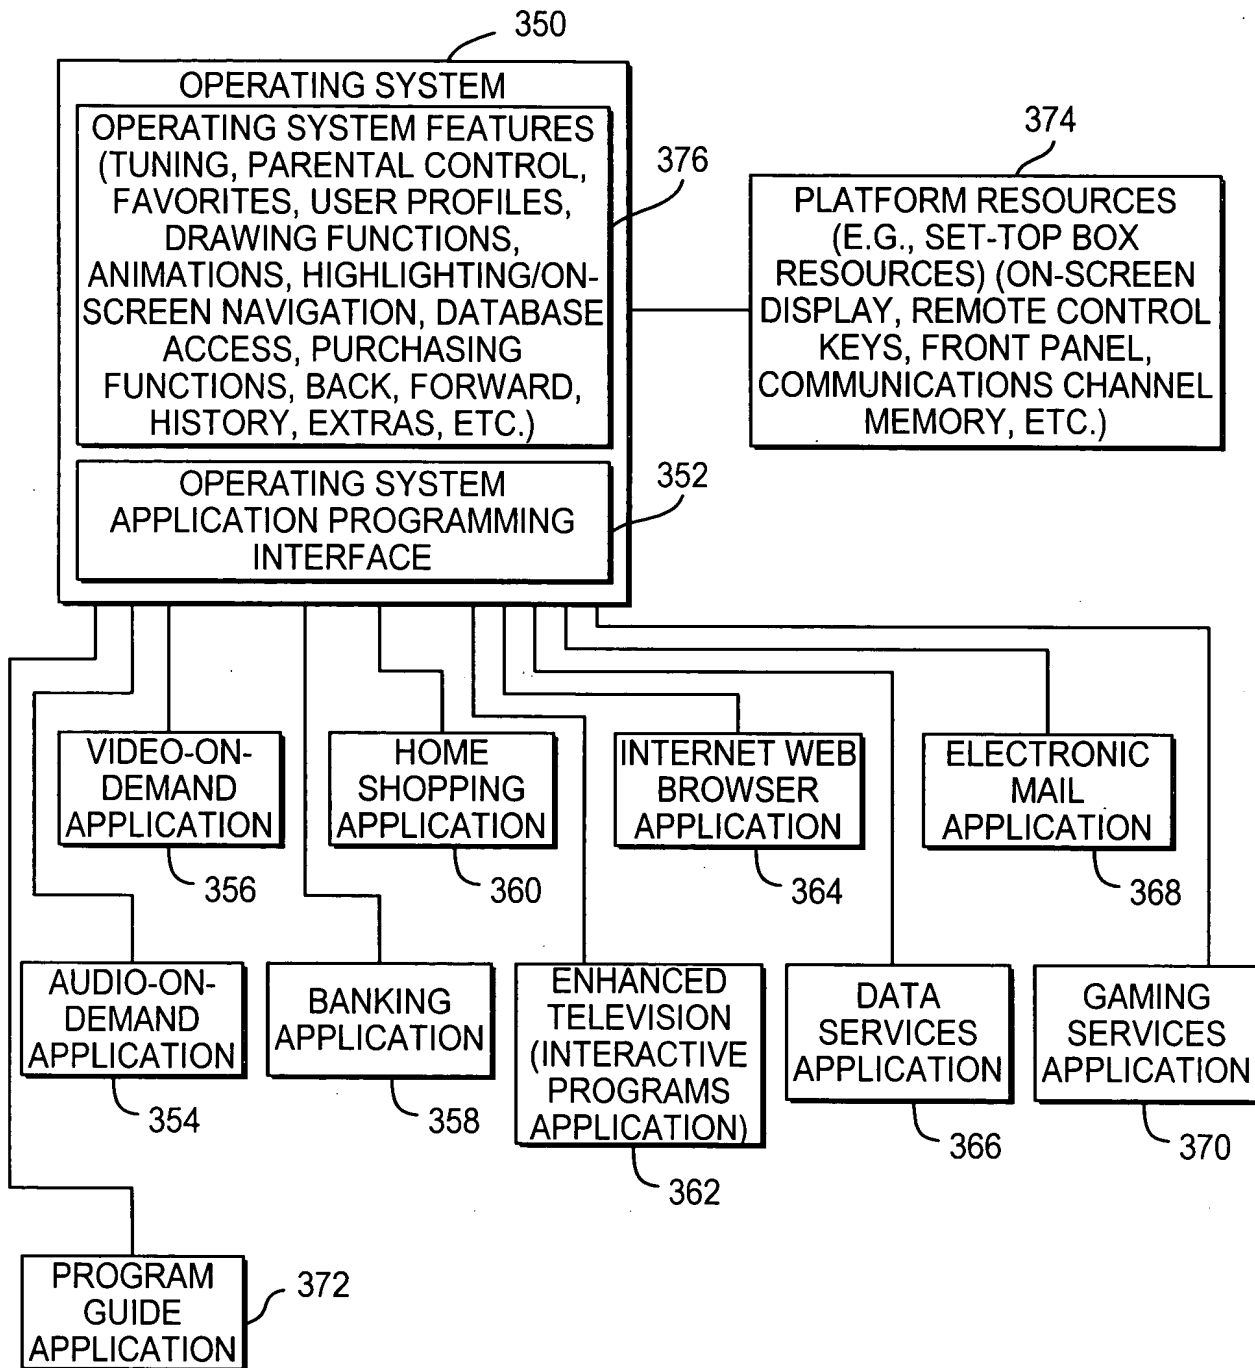 350
OPERATING SYSTEM
OPERATING SYSTEM FEATURES
(TUNING, PARENTAL CONTROL,
FAVORITES, USER PROFILES,
DRAWING FUNCTIONS,
ANIMATIONS, HIGHLIGHTING/ON-
SCREEN NAVIGATION, DATABASE
ACCESS, PURCHASING
FUNCTIONS, BACK, FORWARD,
HISTORY, EXTRAS, ETC.)
376
OPERATING SYSTEM
APPLICATION PROGRAMMING
INTERFACE
352
374
PLATFORM RESOURCES
(E.G., SET-TOP BOX
RESOURCES) (ON-SCREEN
DISPLAY, REMOTE CONTROL
KEYS, FRONT PANEL,
COMMUNICATIONS CHANNEL
MEMORY, ETC.)
VIDEO-ON-
DEMAND
APPLICATION
356
HOME
SHOPPING
APPLICATION
360
INTERNET WEB
BROWSER
APPLICATION
364
ELECTRONIC
MAIL
APPLICATION
368
AUDIO-ON-
DEMAND
APPLICATION
354
BANKING
APPLICATION
358
ENHANCED
TELEVISION
(INTERACTIVE
PROGRAMS
APPLICATION)
362
DATA
SERVICES
APPLICATION
366
GAMING
SERVICES
APPLICATION
370
PROGRAM
GUIDE
APPLICATION
372